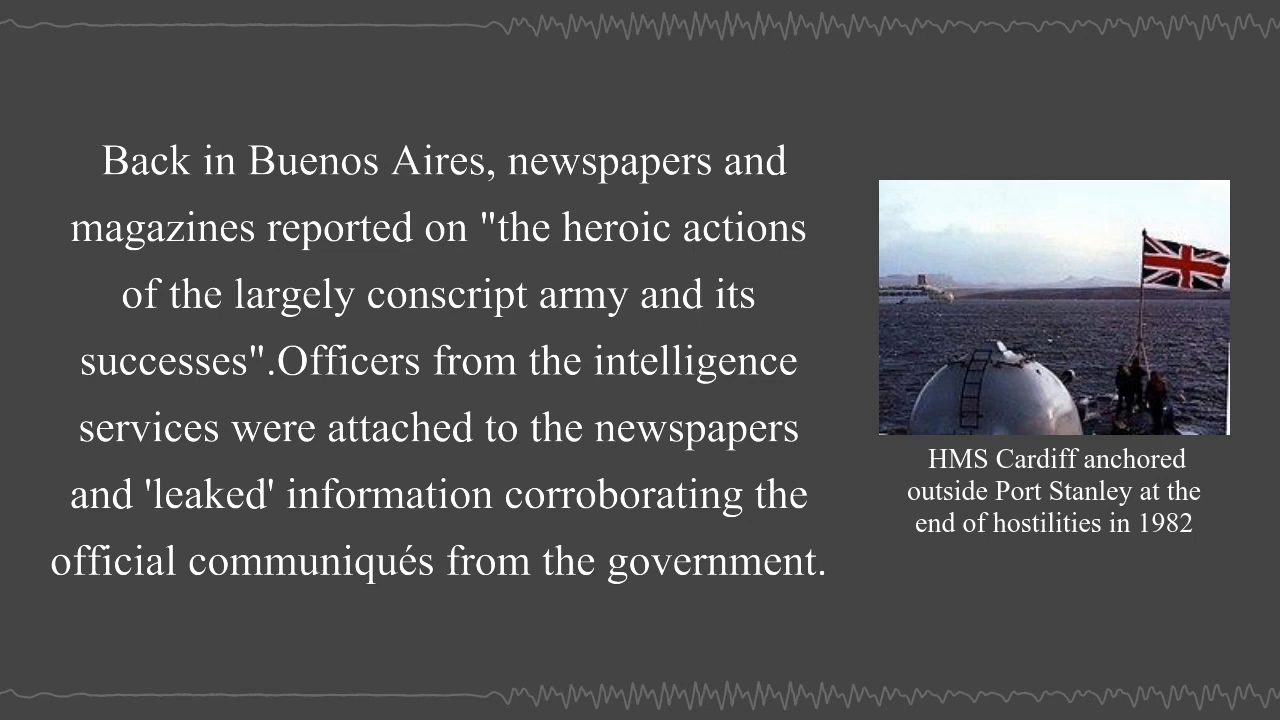 Back in Buenos Aires, newspapers and
magazines reported on "the heroic actions
of the largely conscript army and its
successes".Officers from the intelligence
services were attached to the newspapers
and 'leaked' information corroborating the
official communiqués from the government.
HMS Cardiff anchored
outside Port Stanley at the
end of hostilities in 1982